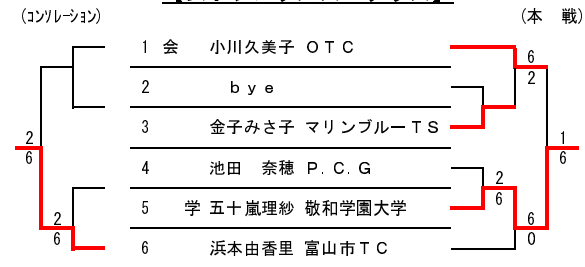 (ｺﾝｿﾚｰｼｮﾝ) (本 戦)
1 会 小川久美子 ＯＴＣ
6
2
2 ｂｙｅ
3 金子みさ子 マリンブルーＴＳ
2
6
1
6
4 池田 奈穂 Ｐ．Ｃ．Ｇ
2
6
5 学 五十嵐理紗 敬和学園大学
2
6
6
0
6 浜本由香里 富山市ＴＣ